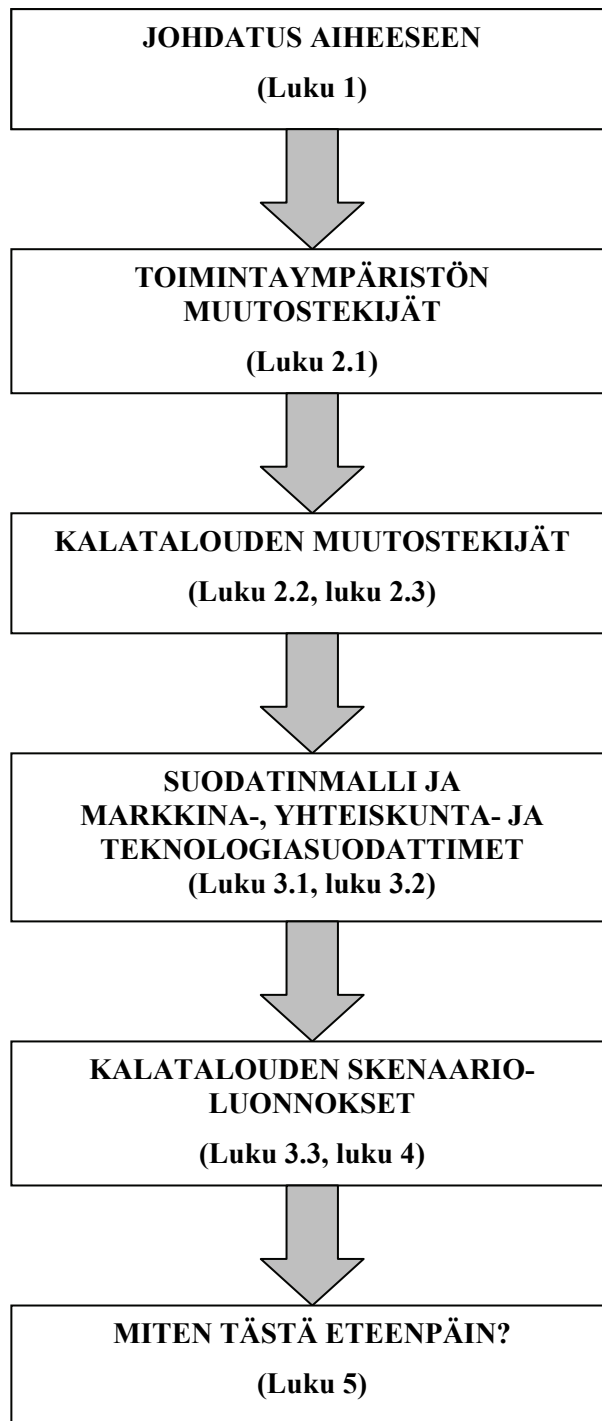 JOHDATUS AIHEESEEN
(Luku 1)
TOIMINTAYMPÄRISTÖN
MUUTOSTEKIJÄT
(Luku 2.1)
KALATALOUDEN MUUTOSTEKIJÄT
(Luku 2.2, luku 2.3)
SUODATINMALLI JA
MARKKINA-, YHTEISKUNTA- JA
TEKNOLOGIASUODATTIMET
(Luku 3.1, luku 3.2)
KALATALOUDEN SKENAARIO-
LUONNOKSET
(Luku 3.3, luku 4)
MITEN TÄSTÄ ETEENPÄIN?
(Luku 5)